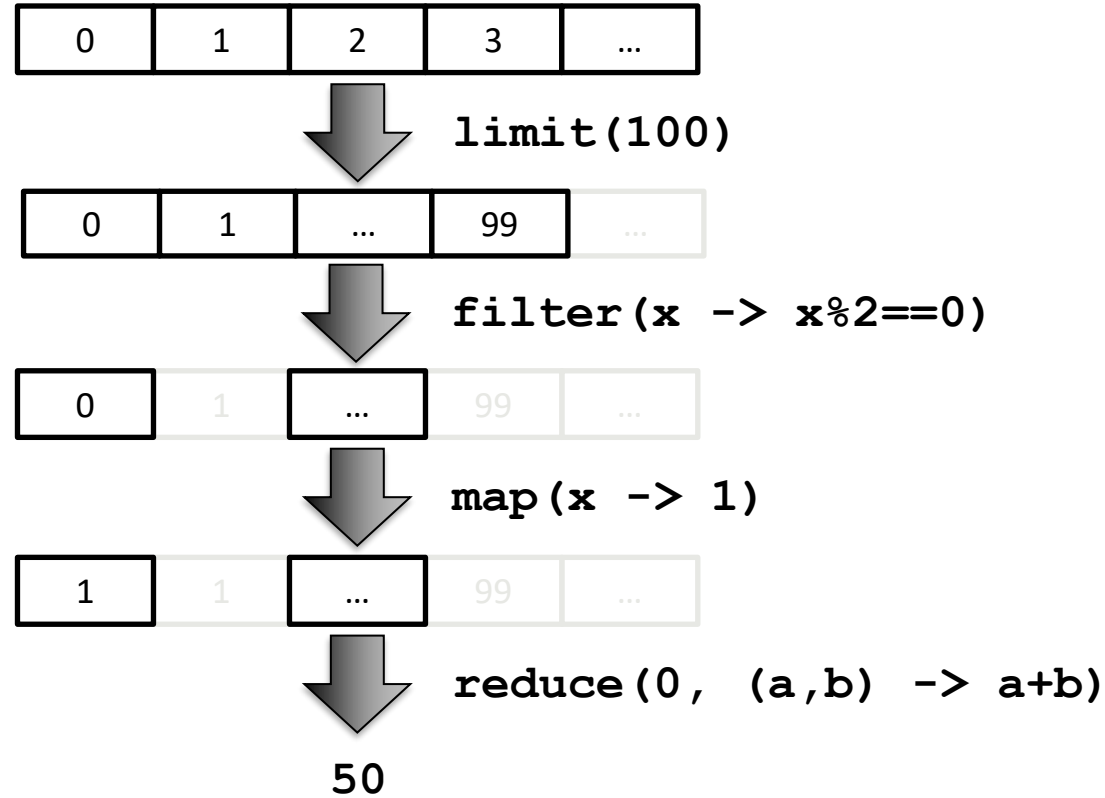 0 1 2 3 …
limit(100)
0 1 … 99 …
filter(x -> x%2==0)
0 1 … 99 …
map(x -> 1)
1 1 … 99 …
reduce(0, (a,b) -> a+b)
50